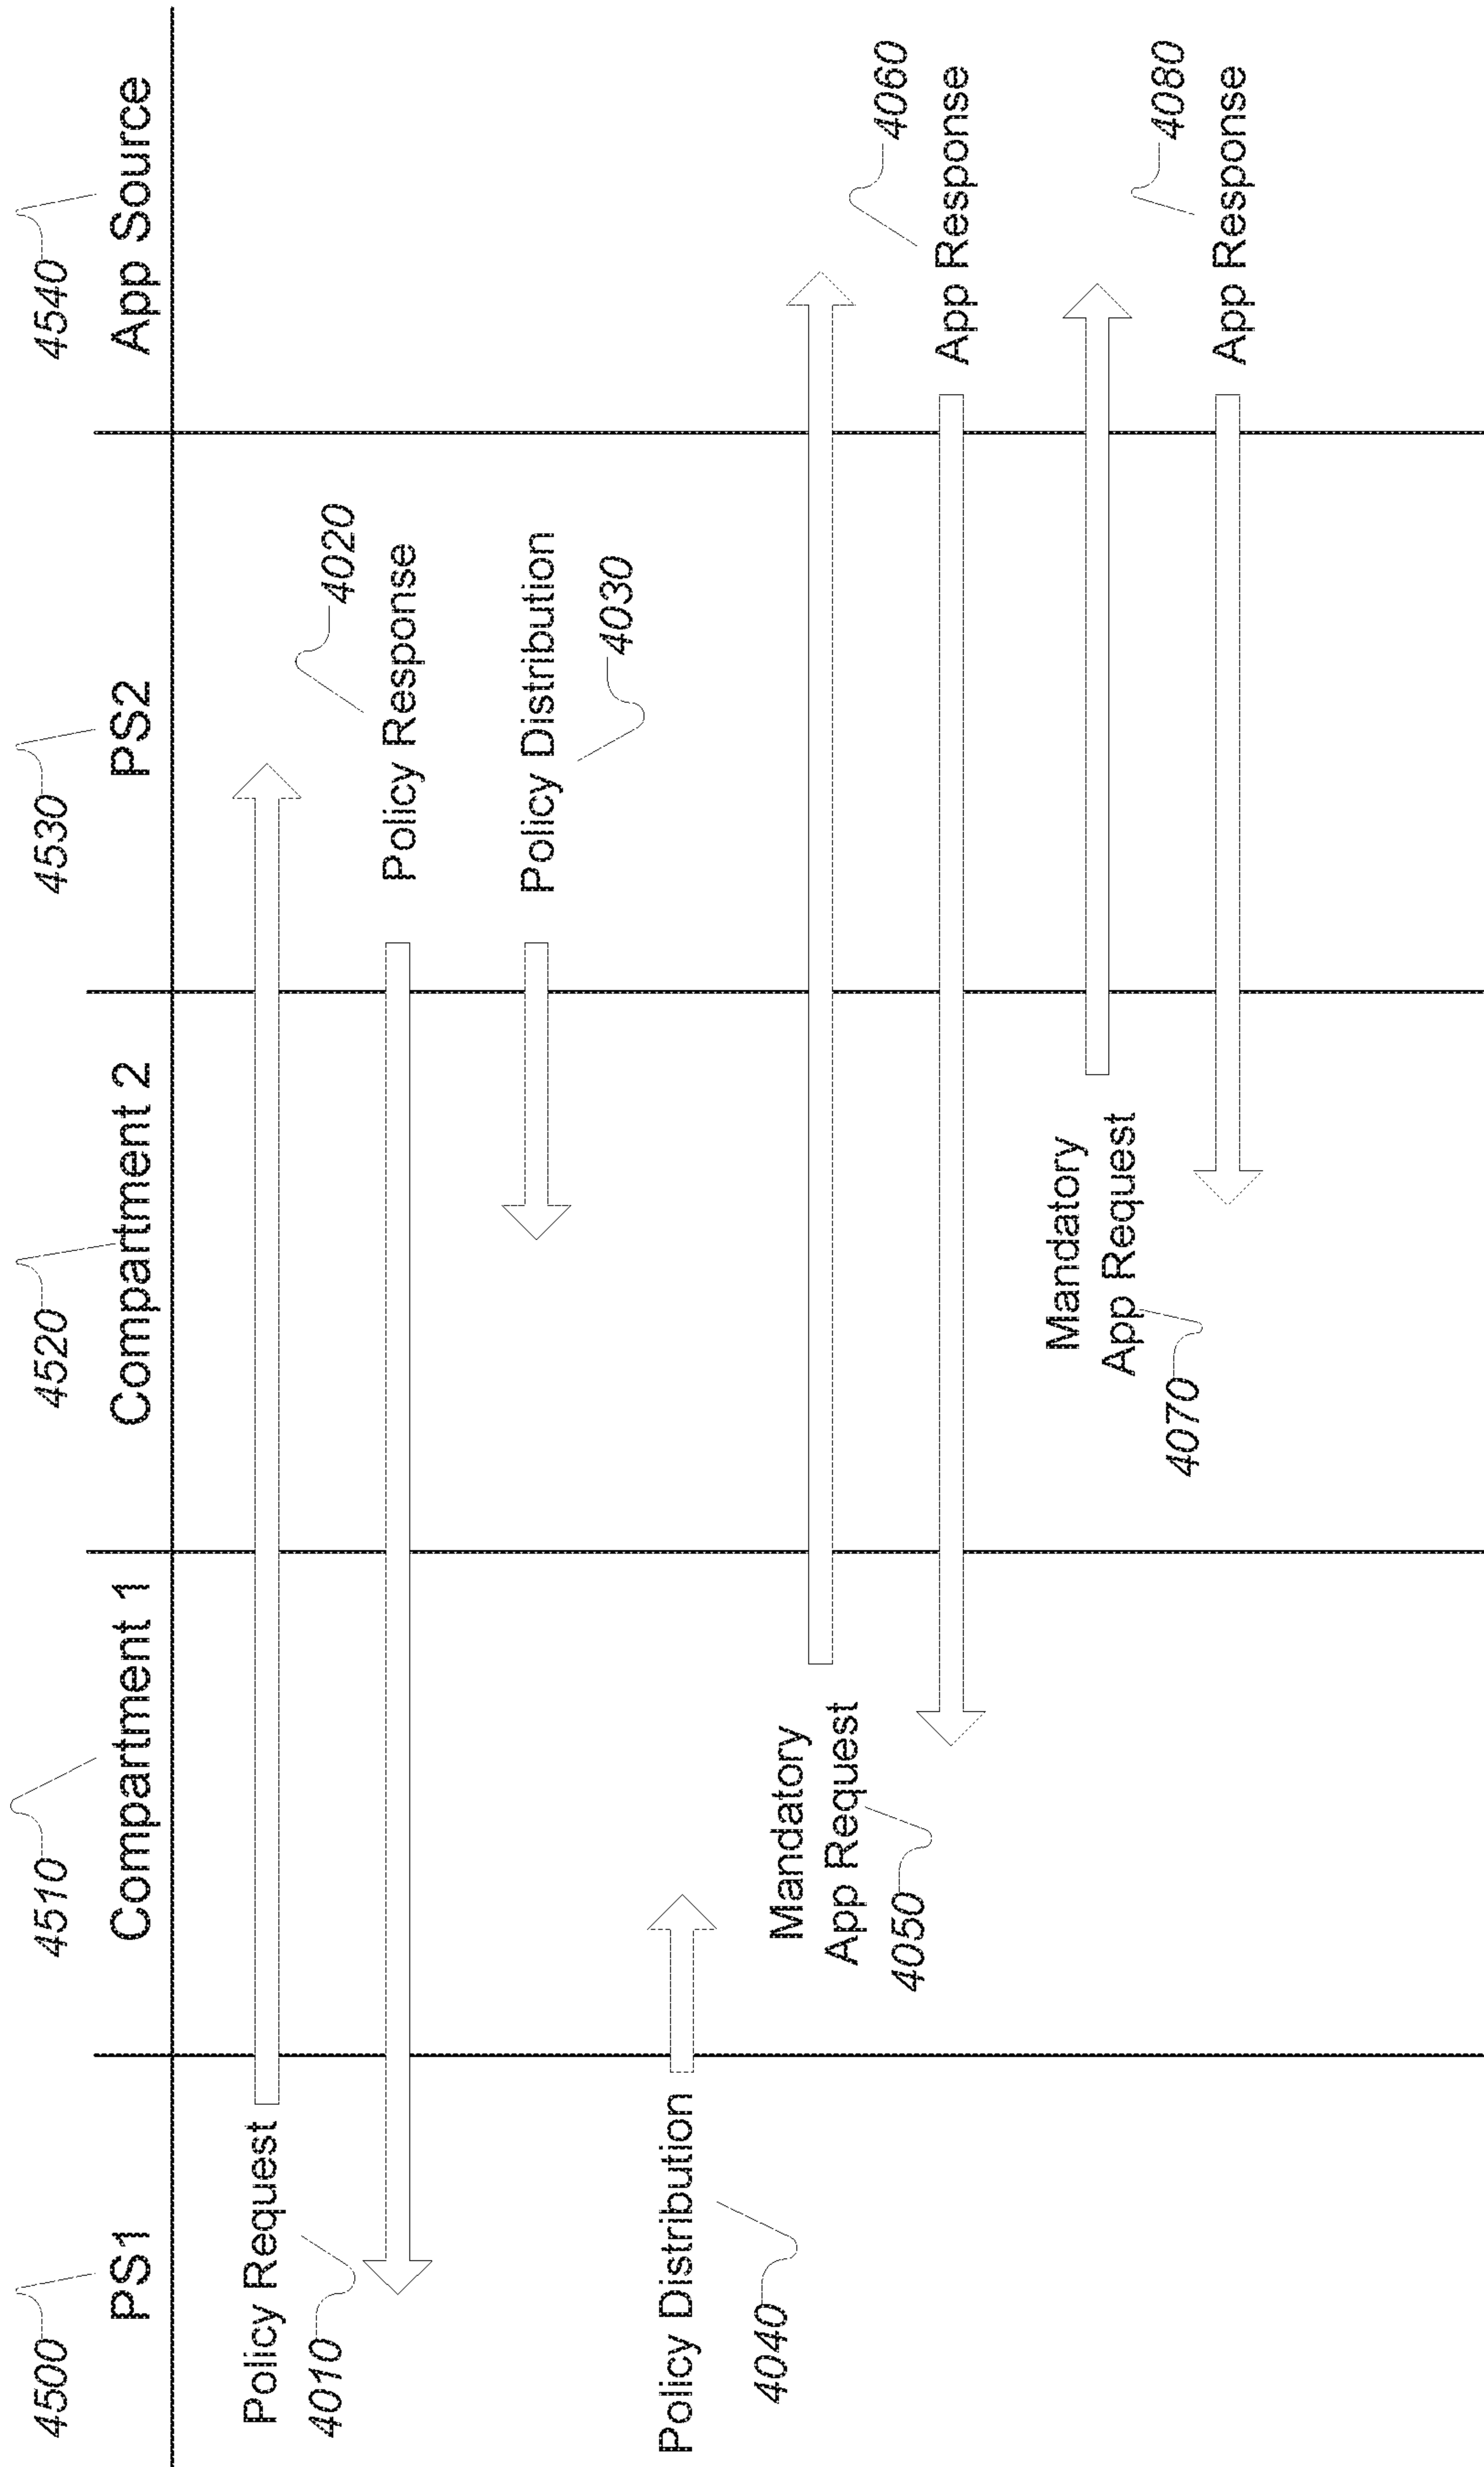 4500
4510
4520
4530
4540
PS1
Compartment 1
Compartment 2
PS2
App Source
Policy Request
4010
4020
Policy Response
Policy Distribution
4030
Policy Distribution
4040
Mandatory
App Request
4050
4060
App Response
Mandatory
App Request
4070
4080
App Response